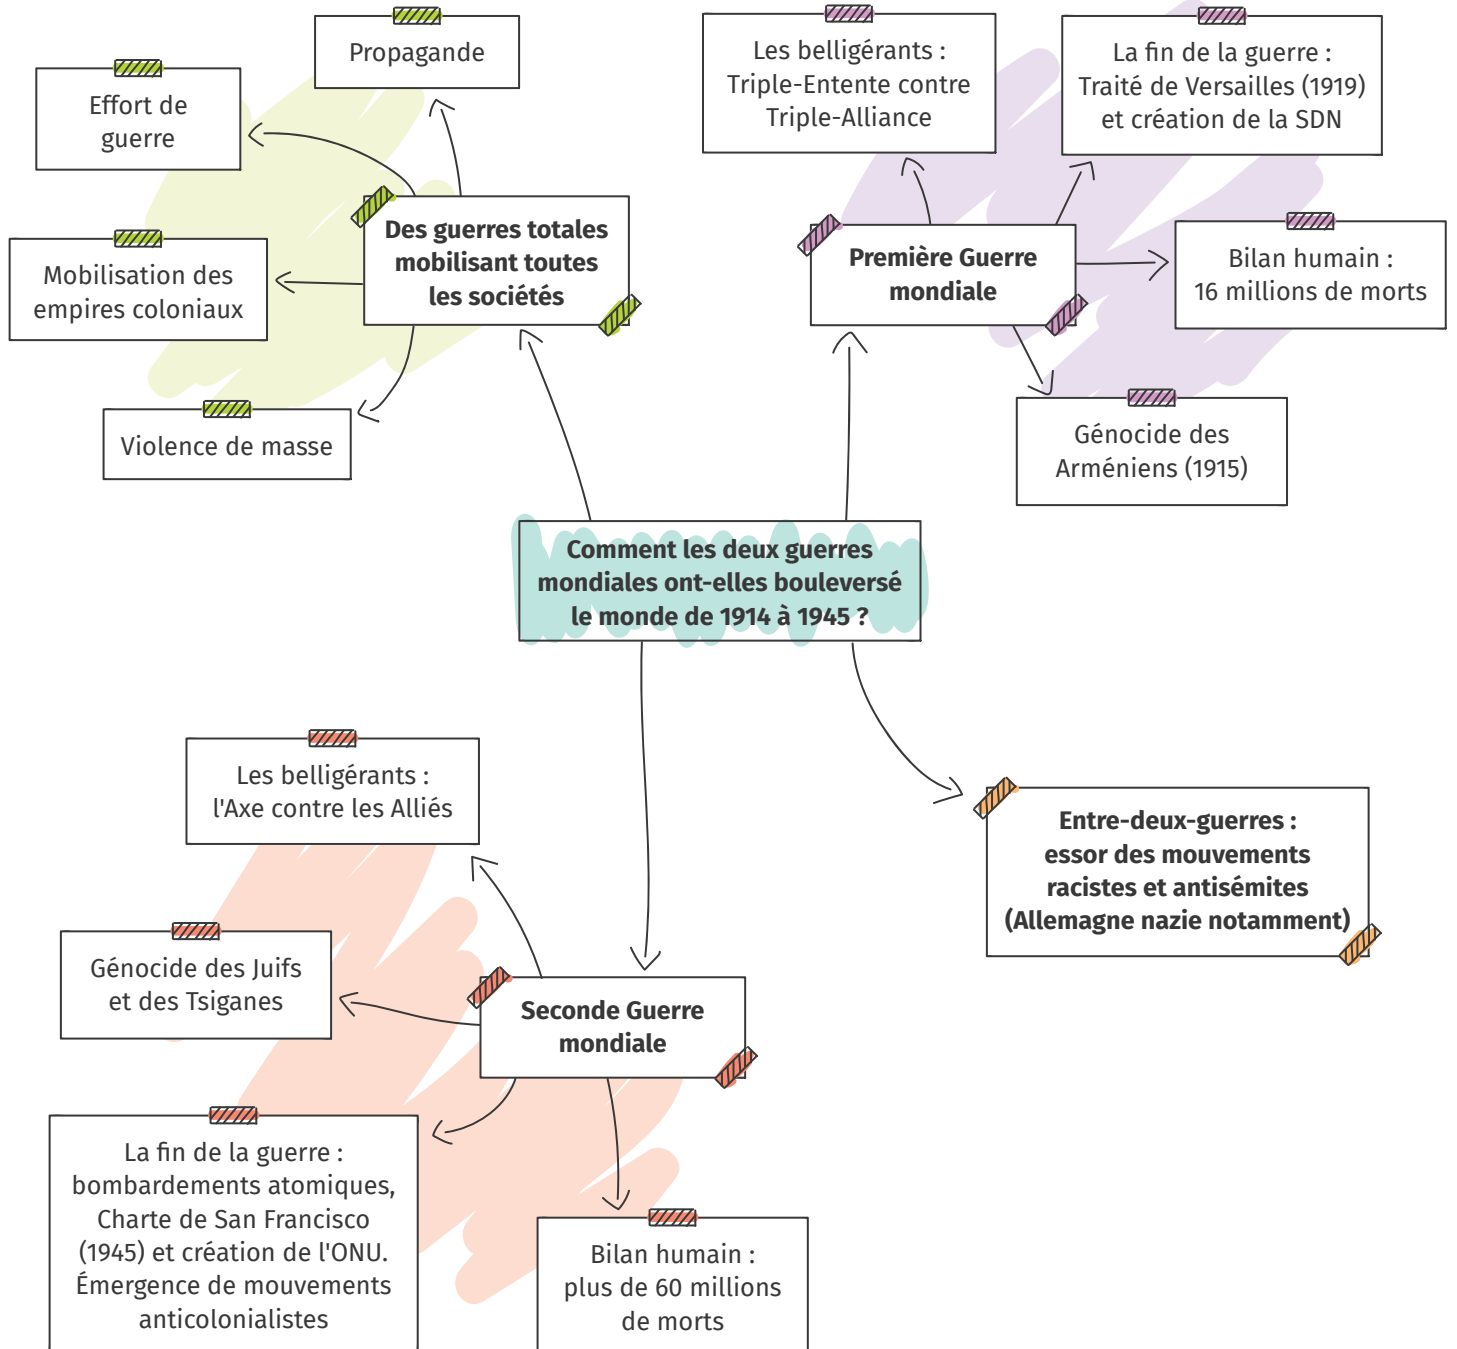 Propagande
Effort de
guerre
Mobilisation des
empires coloniaux
Violence de masse
Des guerres totales
mobilisant toutes
les sociétés
Les belligérants :
Triple-Entente contre
Triple-Alliance
La fin de la guerre :
Traité de Versailles (1919)
et création de la SDN
Première Guerre
mondiale
Bilan humain :
16 millions de morts
Génocide des
Arméniens (1915)
Comment les deux guerres
mondiales ont-elles bouleversé
le monde de 1914 à 1945 ?
Les belligérants :
l'Axe contre les Alliés
Génocide des Juifs
et des Tsiganes
Seconde Guerre
mondiale
La fin de la guerre :
bombardements atomiques,
Charte de San Francisco
(1945) et création de l'ONU.
Émergence de mouvements
anticolonialistes
Bilan humain :
plus de 60 millions
de morts
Entre-deux-guerres :
essor des mouvements
racistes et antisémites
(Allemagne nazie notamment)